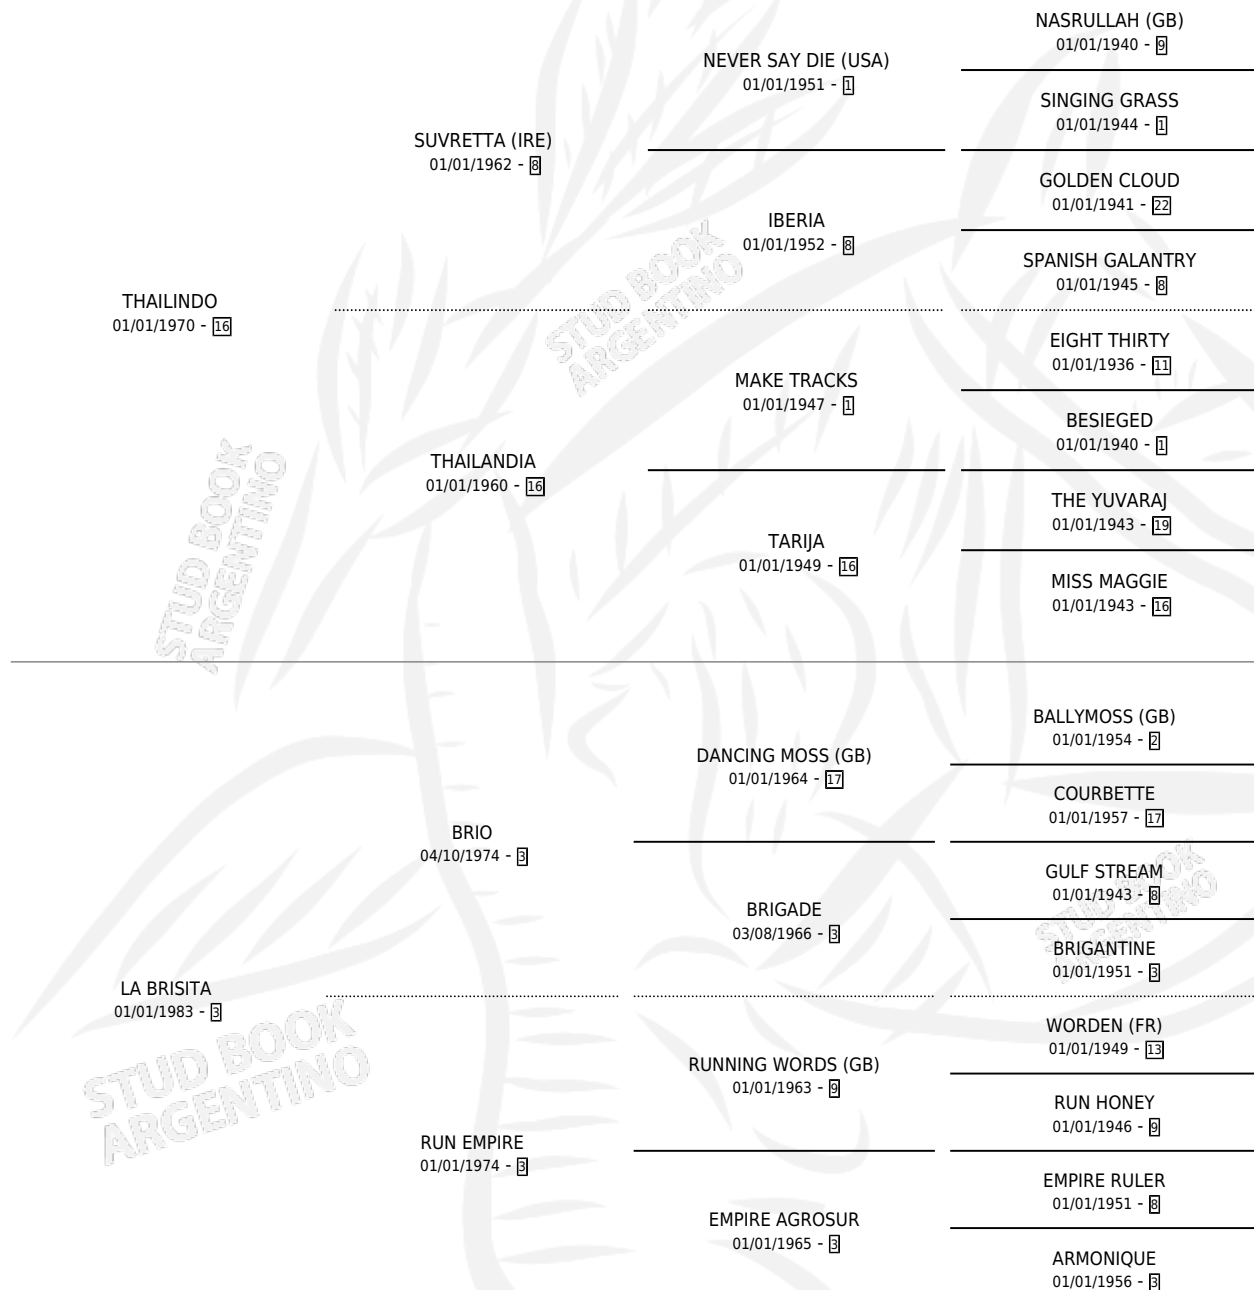 NASRULLAH (GB)
01/01/1940 - 9
NEVER SAY DIE (USA)
01/01/1951 - 1
SINGING GRASS
01/01/1944 - 1
SUVRETTA (IRE)
01/01/1962 - 8
GOLDEN CLOUD
01/01/1941 - 22
IBERIA
01/01/1952 - 8
SPANISH GALANTRY
01/01/1945 - 8
THAILINDO
01/01/1970 - 16
EIGHT THIRTY
01/01/1936 - 11
MAKE TRACKS
01/01/1947 - 1
BESIEGED
01/01/1940 - 1
THAILANDIA
01/01/1960 - 16
THE YUVARAJ
01/01/1943 - 19
TARIJA
01/01/1949 - 16
MISS MAGGIE
01/01/1943 - 16
BALLYMOSS (GB)
01/01/1954 - 2
DANCING MOSS (GB)
01/01/1964 - 17
COURBETTE
01/01/1957 - 17
BRIO
04/10/1974 - 3
GULF STREAM
01/01/1943 - 8
BRIGADE
03/08/1966 - 3
BRIGANTINE
01/01/1951 - 3
LA BRISITA
01/01/1983 - 3
WORDEN (FR)
01/01/1949 - 13
RUNNING WORDS (GB)
01/01/1963 - 9
RUN HONEY
01/01/1946 - 9
RUN EMPIRE
01/01/1974 - 3
EMPIRE RULER
01/01/1951 - 8
EMPIRE AGROSUR
01/01/1965 - 3
ARMONIQUE
01/01/1956 - 3
STUD BOOK
ARGENTINO
STUD BOOK
ARGENTINO
STUD BOOK
ARGENTINO
STUD BOOK
ARGENTINO